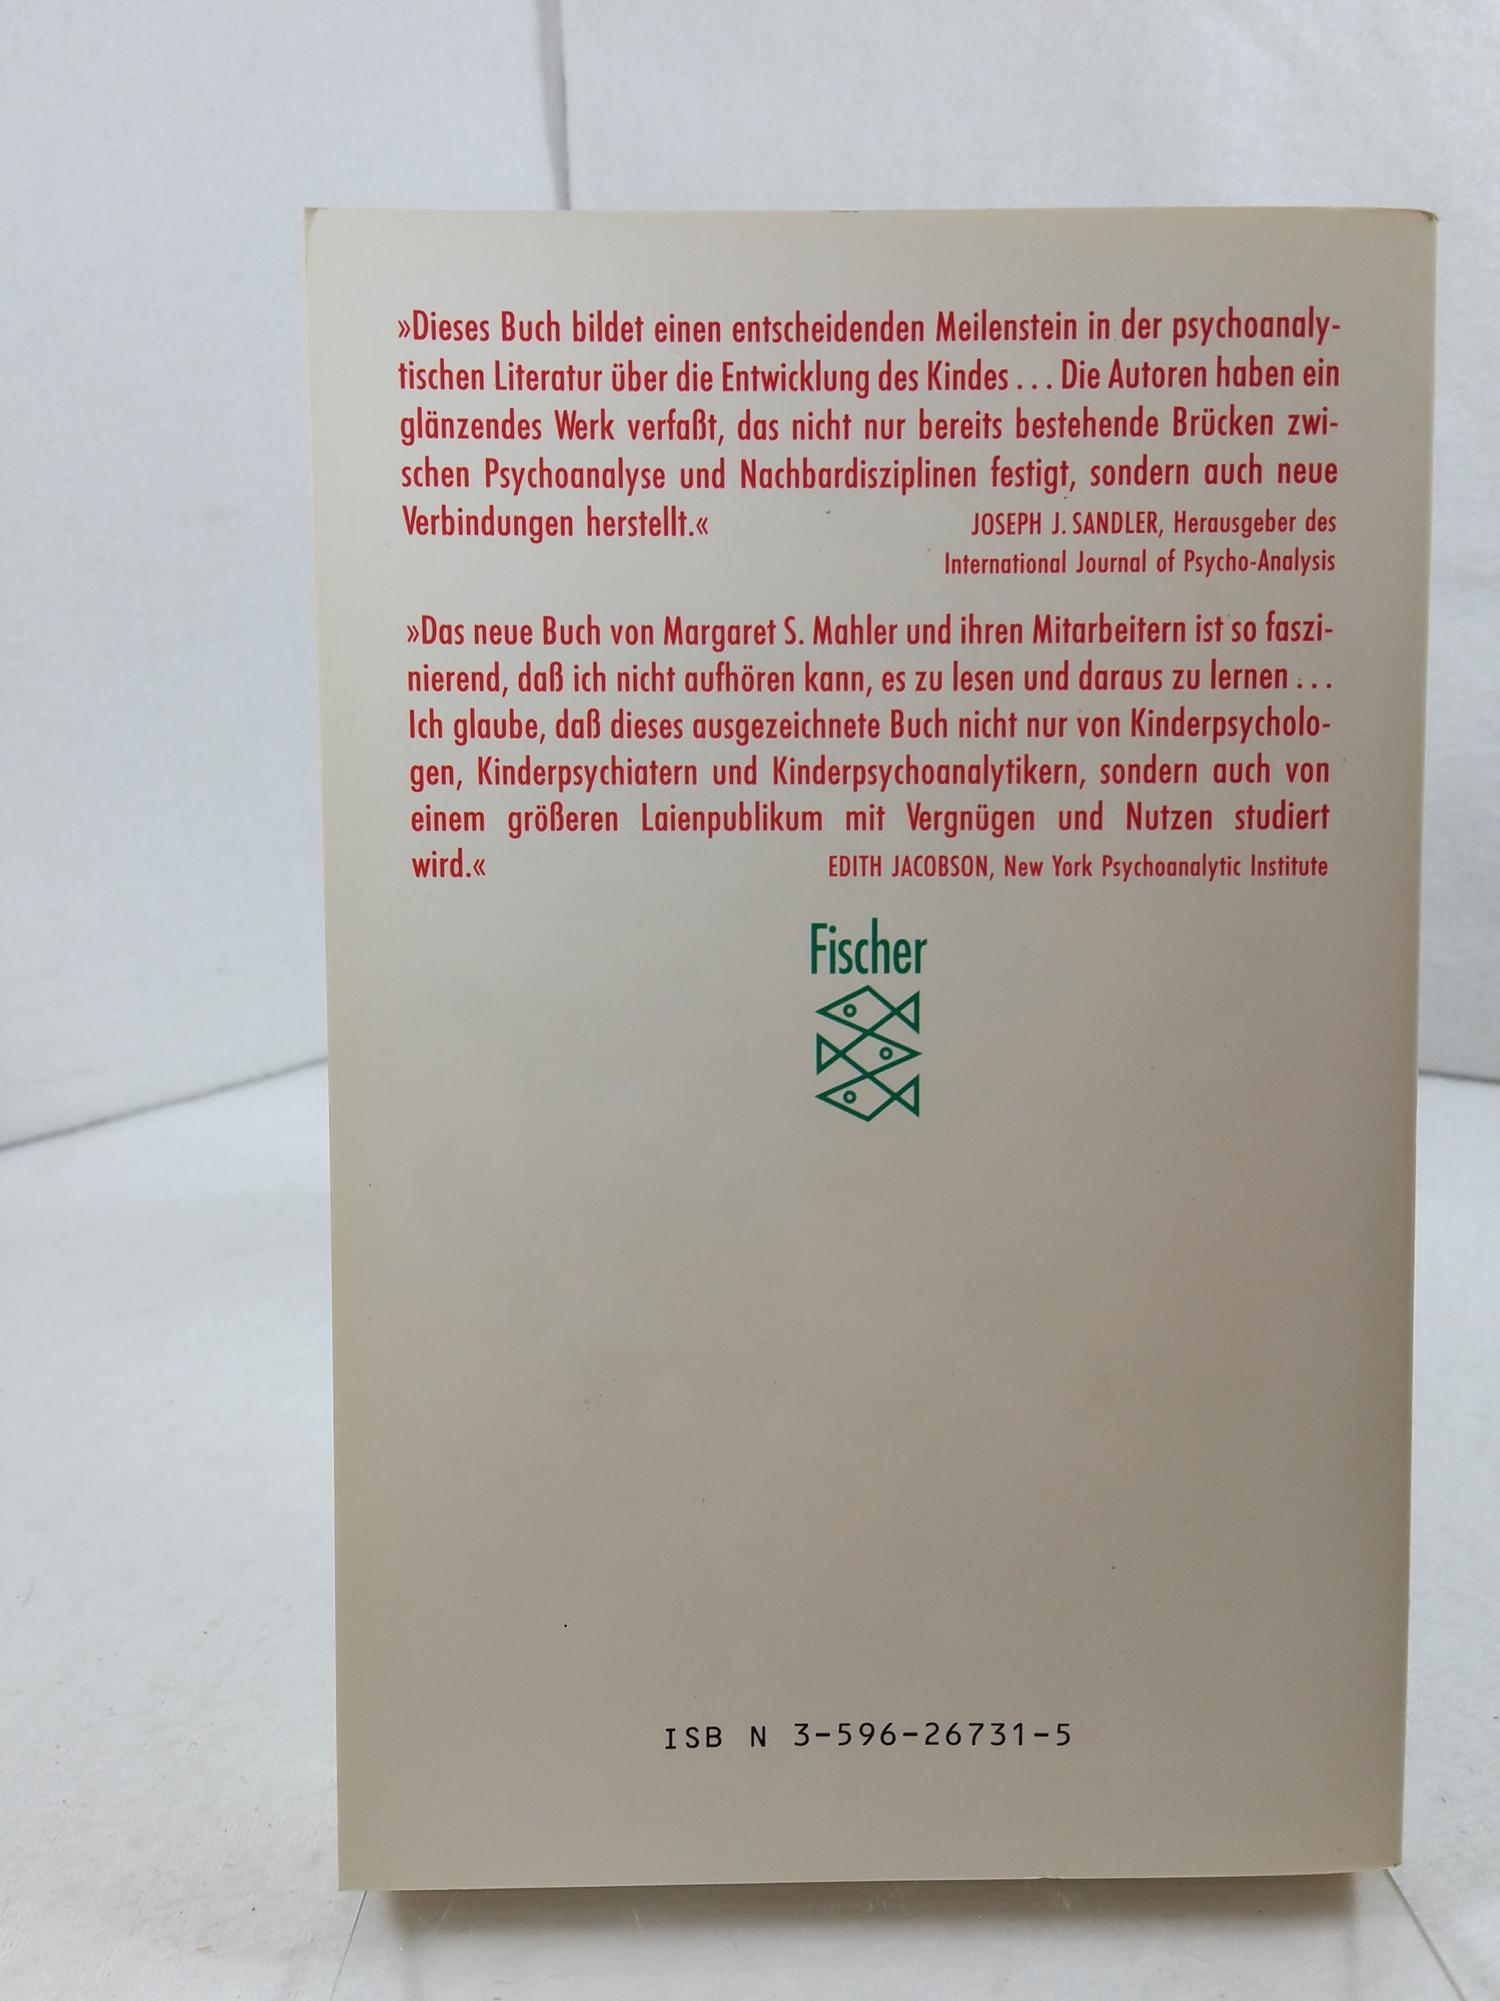 »Dieses Buch bildet einen entscheidenden Meilenstein in der psychoanaly-
tischen Literatur über die Entwicklung des Kindes . . . Die Autoren haben ein
glänzendes Werk verfaßt, das nicht nur bereits bestehende Brücken zwi-
schen Psychoanalyse und Nachbardisziplinen festigt, sondern auch neue
Verbindungen herstellt.« JOSEPH J. SANDLER, Herausgeber des
International Journal of Psycho-Analysis
»Das neue Buch von Margaret S. Mahler und ihren Mitarbeitern ist so faszi-
nierend, daß ich nicht aufhören kann, es zu lesen und daraus zu lernen . . .
Ich glaube, daß dieses ausgezeichnete Buch nicht nur von Kinderpsycholo-
gen, Kinderpsychiatern und Kinderpsychoanalytikern, sondern auch von
einem größeren Laienpublikum mit Vergnügen und Nutzen studiert
wird.« EDITH JACOBSON, New York Psychoanalytic Institute
Fischer
ISB N 3-596-26731-5